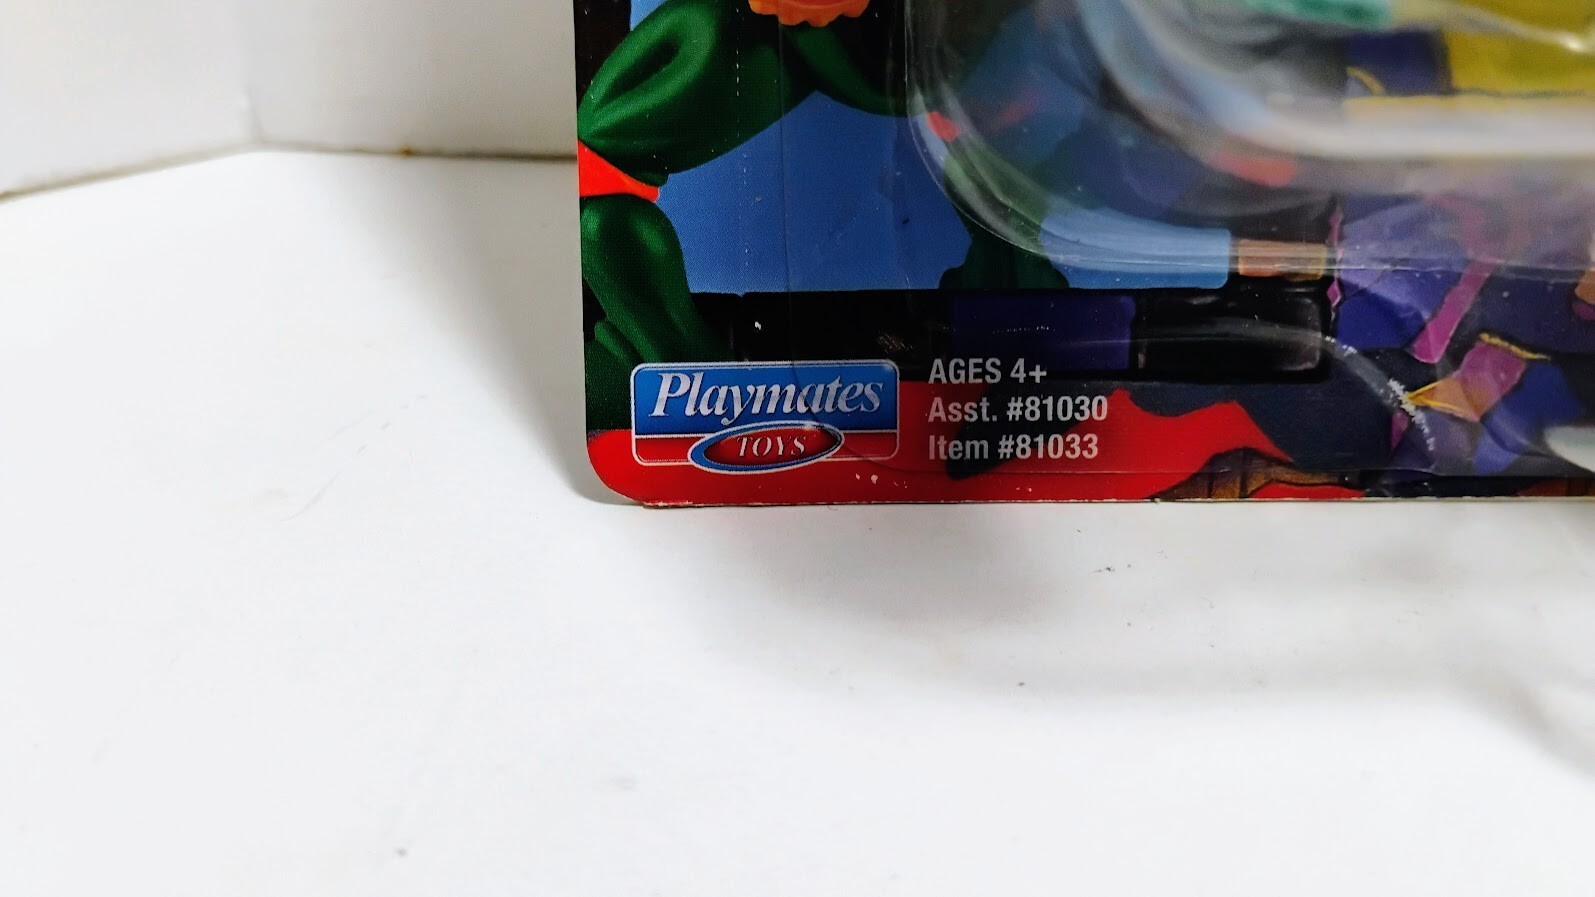 Playmates
TOYS
AGES 4+
Asst. #81030
Item #81033